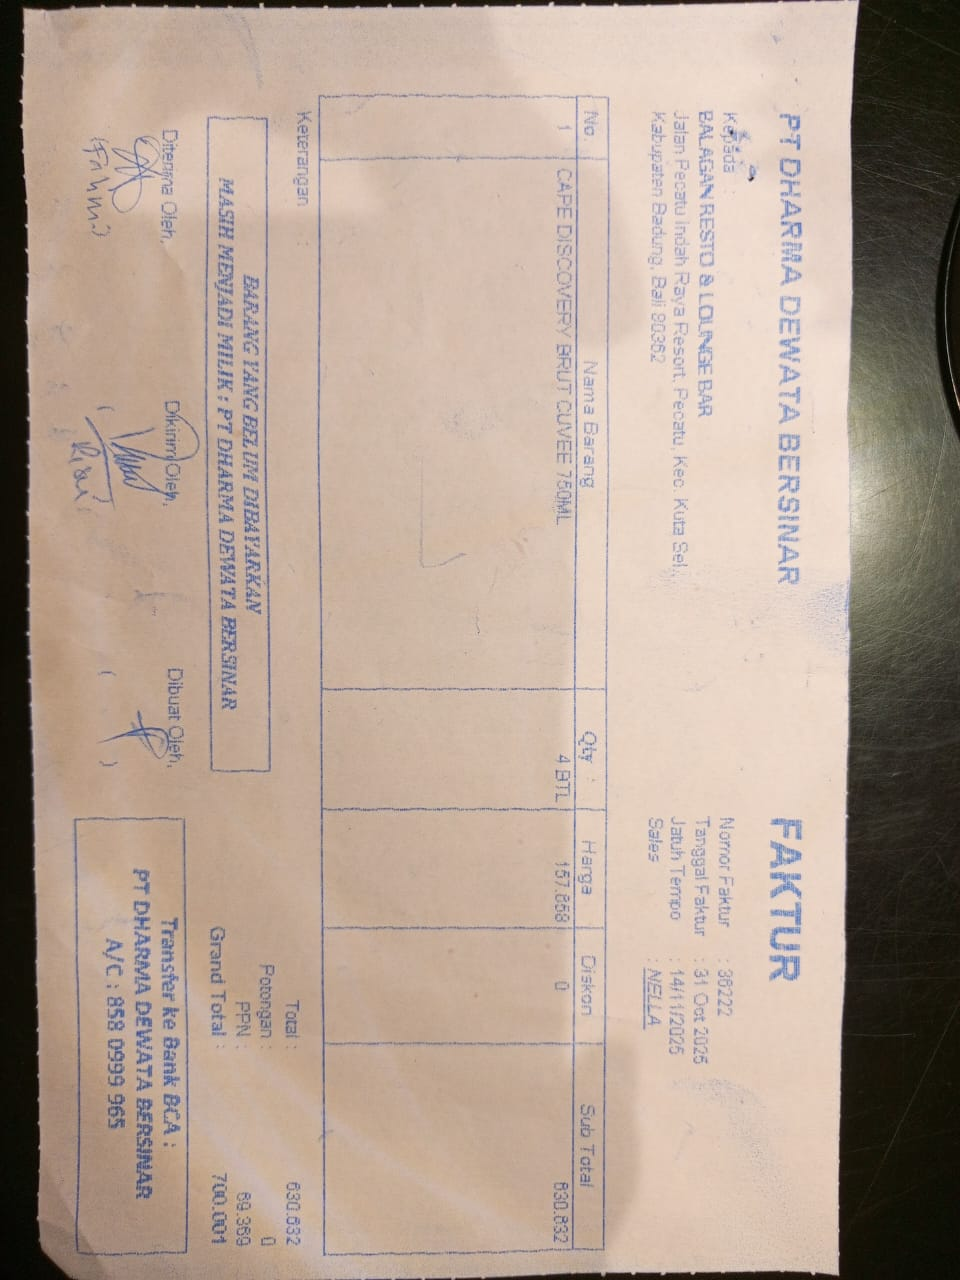 PT DHARMA DEWATA BERSINAR
FAKTUR
Kepada :
BALAGAN RESTO & LOUNGE BAR
Jalan Pecatu Indah Raya Resort, Pecatu, Kec. Kuta Sel.,
Kabupaten Badung, Bali 80362
Nomor Faktur : 36222
Tanggal Faktur : 31 Oct 2025
Jatuh Tempo : 14/11/2025
Sales : NELLA
No. Nama Barang Qty : Harga Diskon Sub Total
1 CAPE DISCOVERY BRUT CUVEE 750ML 4 BTL 157.658 0 630.632
Keterangan :
Total : 630.632
Potongan : 0
PPN : 69.369
Grand Total : 700.001
BARANG YANG BELUM DIBAYARKAN
MASIH MENJADI MILIK : PT DHARMA DEWATA BERSINAR
Diterima Oleh, Dikirim Oleh, Dibuat Oleh,
(Fahmi)
Transfer ke Bank BCA :
PT DHARMA DEWATA BERSINAR
A/C : 858 0999 965